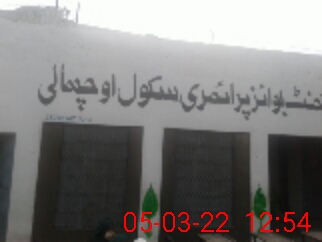 منٹ بوائز پرائمری سکول اوچھالی
05-03-22 12:54